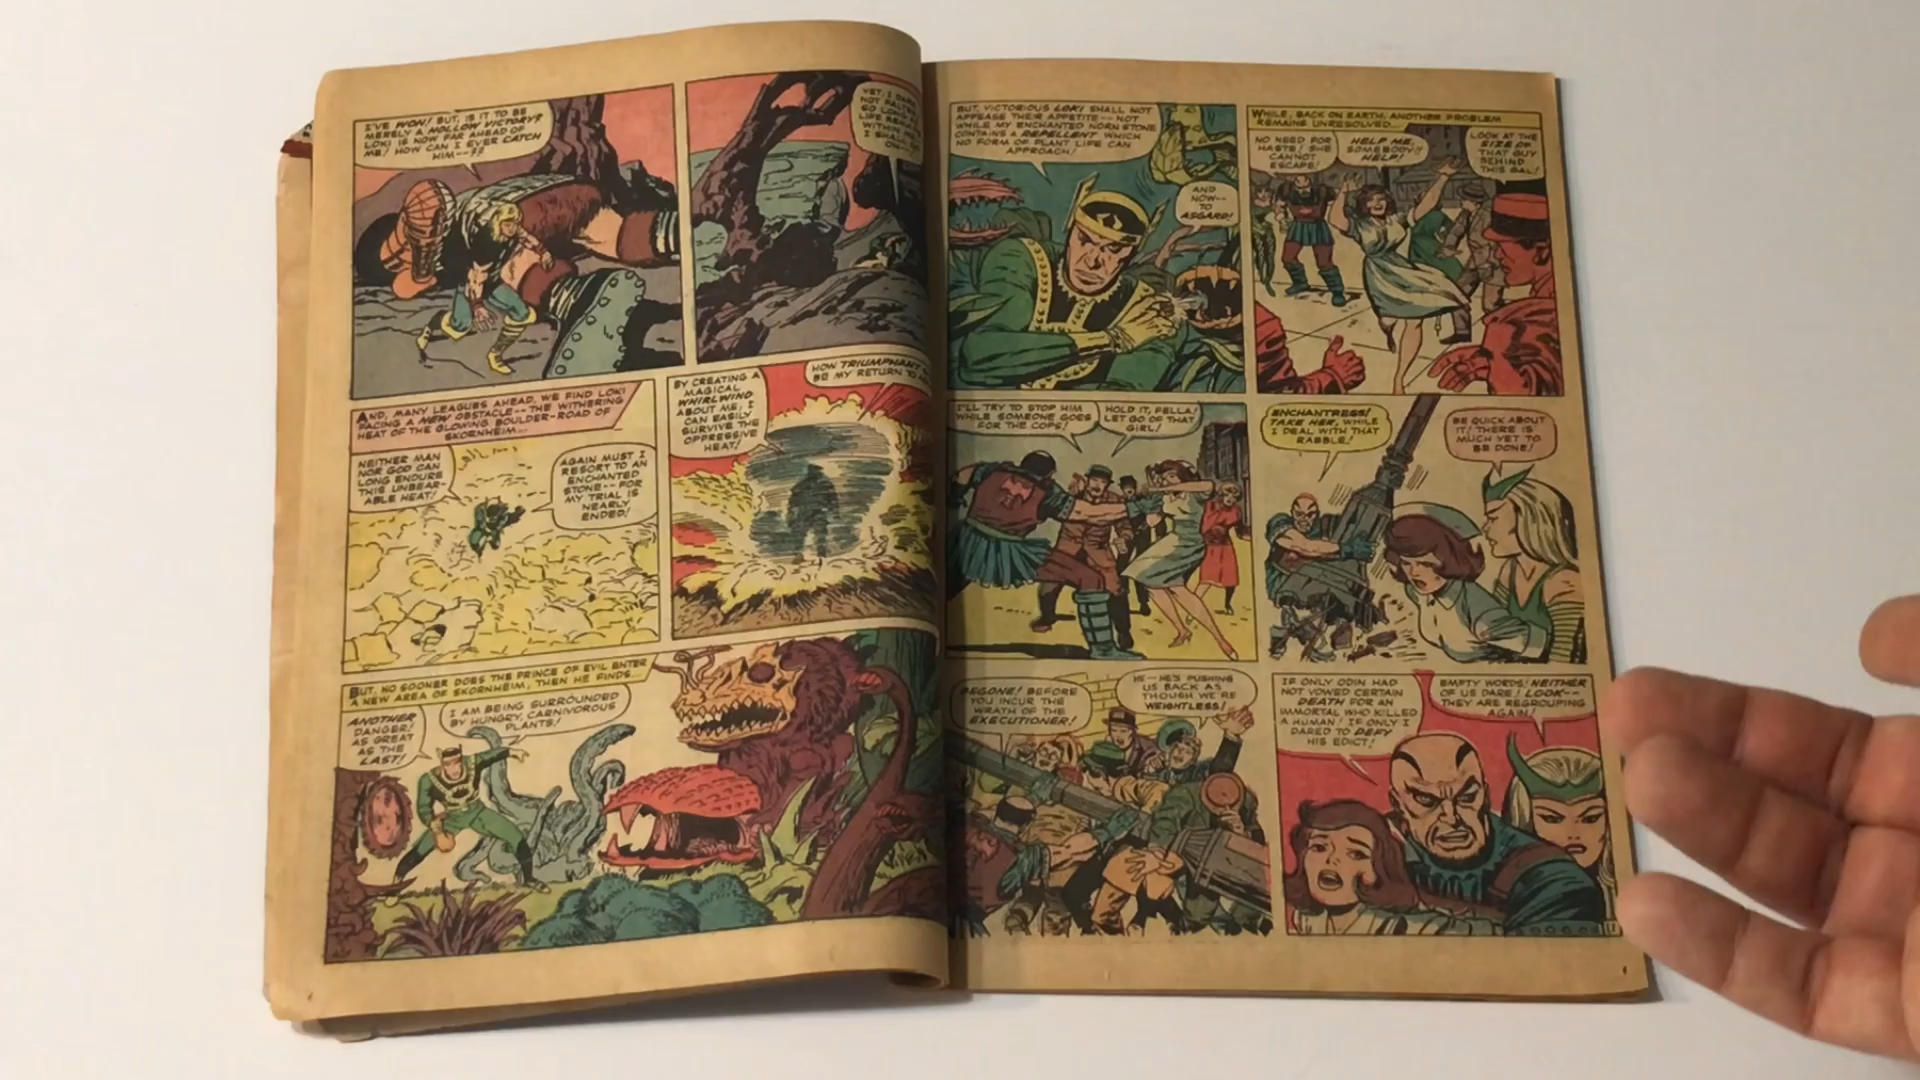 I'VE WON! BUT, IS IT TO BE
MERELY A HOLLOW VICTORY?
LOKI IS NOW FAR AHEAD OF
ME! HOW CAN I EVER CATCH
HIM--??
YET, I DARE
NOT FALTER
SO LONG
LIFE
WITHIN
I SHALL
ON--
AND, MANY LEAGUES AHEAD, WE FIND LOKI
FACING A NEW OBSTACLE--THE WITHERING
HEAT OF THE GLOWING BOULDER-ROAD OF
SKORNHEIM...
NEITHER MAN
NOR GOD CAN
LONG ENDURE
THIS UNBEAR-
ABLE HEAT!
AGAIN MUST I
RESORT TO AN
ENCHANTED
STONE--FOR
MY TRIAL IS
NEARLY
ENDED!
BY CREATING A
MAGICAL
WHIRLWIND
ABOUT ME, I
CAN EASILY
SURVIVE THE
OPPRESSIVE
HEAT!
HOW TRIUMPHANT
BE MY RETURN TO
BUT, NO SOONER DOES THE PRINCE OF EVIL ENTER
A NEW AREA OF SKORNHEIM, THEN HE FINDS...
ANOTHER
DANGER!
AS GREAT
AS THE
LAST!
I AM BEING SURROUNDED
BY HUNGRY, CARNIVOROUS
PLANTS!
BUT, VICTORIOUS LOKI SHALL NOT
APPEASE THEIR APPETITE--NOT
WHILE MY ENCHANTED NORN STONE
CONTAINS A REPELLENT WHICH
NO FORM OF PLANT LIFE CAN
APPROACH!
AND
NOW--
TO
ASGARD!
WHILE, BACK ON EARTH, ANOTHER PROBLEM
REMAINS UNRESOLVED...
NO NEED FOR
HASTE! SHE
CANNOT
ESCAPE!
HELP ME,
SOMEBODY!
HELP!
LOOK AT THE
SIZE OF
THAT GUY
BEHIND
THIS GAL!
I'LL TRY TO STOP HIM
WHILE SOMEONE GOES
FOR THE COPS!
HOLD IT, FELLA!
LET GO OF THAT
GIRL!
ENCHANTRESS!
TAKE HER, WHILE
I DEAL WITH THAT
RABBLE!
BE QUICK ABOUT
IT! THERE IS
MUCH YET TO
BE DONE!
BEGONE! BEFORE
YOU INCUR THE
WRATH OF THE
EXECUTIONER!
HE--HE'S PUSHING
US BACK AS
THOUGH WE'RE
WEIGHTLESS!
IF ONLY ODIN HAD
NOT VOWED CERTAIN
DEATH FOR AN
IMMORTAL WHO KILLED
A HUMAN! IF ONLY I
DARED TO DEFY
HIS EDICT!
EMPTY WORDS! NEITHER
OF US DARE! LOOK--
THEY ARE REGROUPING
AGAIN!